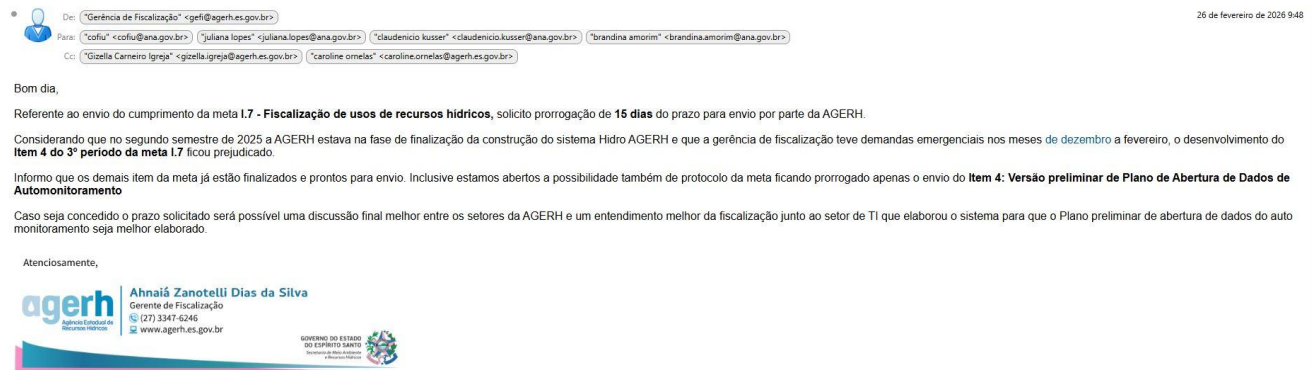 De: "Gerência de Fiscalização" <gefi@agerh.es.gov.br>
26 de fevereiro de 2026 9:48
Para: "cofiu" <cofiu@ana.gov.br> "juliana lopes" <juliana.lopes@ana.gov.br> "claudenicio kusser" <claudenicio.kusser@ana.gov.br> "brandina amorim" <brandina.amorim@ana.gov.br>
Cc: "Gizella Carneiro Igreja" <gizella.igreja@agerh.es.gov.br> "caroline ornelas" <caroline.ornelas@agerh.es.gov.br>
Bom dia,
Referente ao envio do cumprimento da meta I.7 - Fiscalização de usos de recursos hídricos, solicito prorrogação de 15 dias do prazo para envio por parte da AGERH.
Considerando que no segundo semestre de 2025 a AGERH estava na fase de finalização da construção do sistema Hidro AGERH e que a gerência de fiscalização teve demandas emergenciais nos meses de dezembro a fevereiro, o desenvolvimento do
Item 4 do 3º periodo da meta I.7 ficou prejudicado.
Informo que os demais item da meta já estão finalizados e prontos para envio. Inclusive estamos abertos a possibilidade também de protocolo da meta ficando prorrogado apenas o envio do Item 4: Versão preliminar de Plano de Abertura de Dados de
Automonitoramento
Caso seja concedido o prazo solicitado será possível uma discussão final melhor entre os setores da AGERH e um entendimento melhor da fiscalização junto ao setor de TI que elaborou o sistema para que o Plano preliminar de abertura de dados do auto
monitoramento seja melhor elaborado.
Atenciosamente,
agerh
Agência Estadual de
Recursos Hídricos
Ahnaiá Zanotelli Dias da Silva
Gerente de Fiscalização
(27) 3347-6246
www.agerh.es.gov.br
GOVERNO DO ESTADO
DO ESPÍRITO SANTO
Secretaria de Meio Ambiente
e Recursos Hídricos